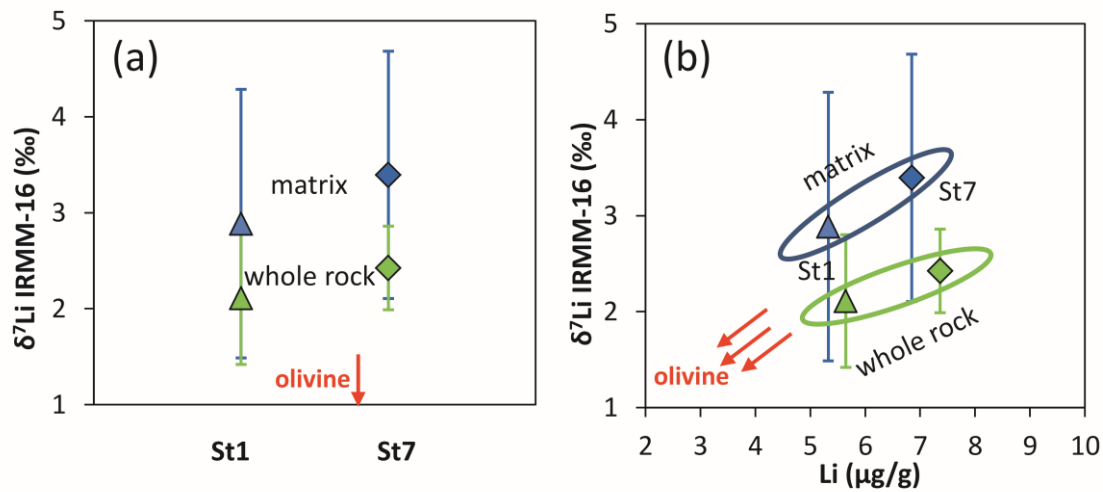 (a)
δ⁷Li IRMM-16 (‰)
5
4
3
2
1
matrix
whole rock
olivine
St1
St7
(b)
δ⁷Li IRMM-16 (‰)
5
4
3
2
1
matrix
St7
St1
whole rock
olivine
2 3 4 5 6 7 8 9 10
Li (µg/g)